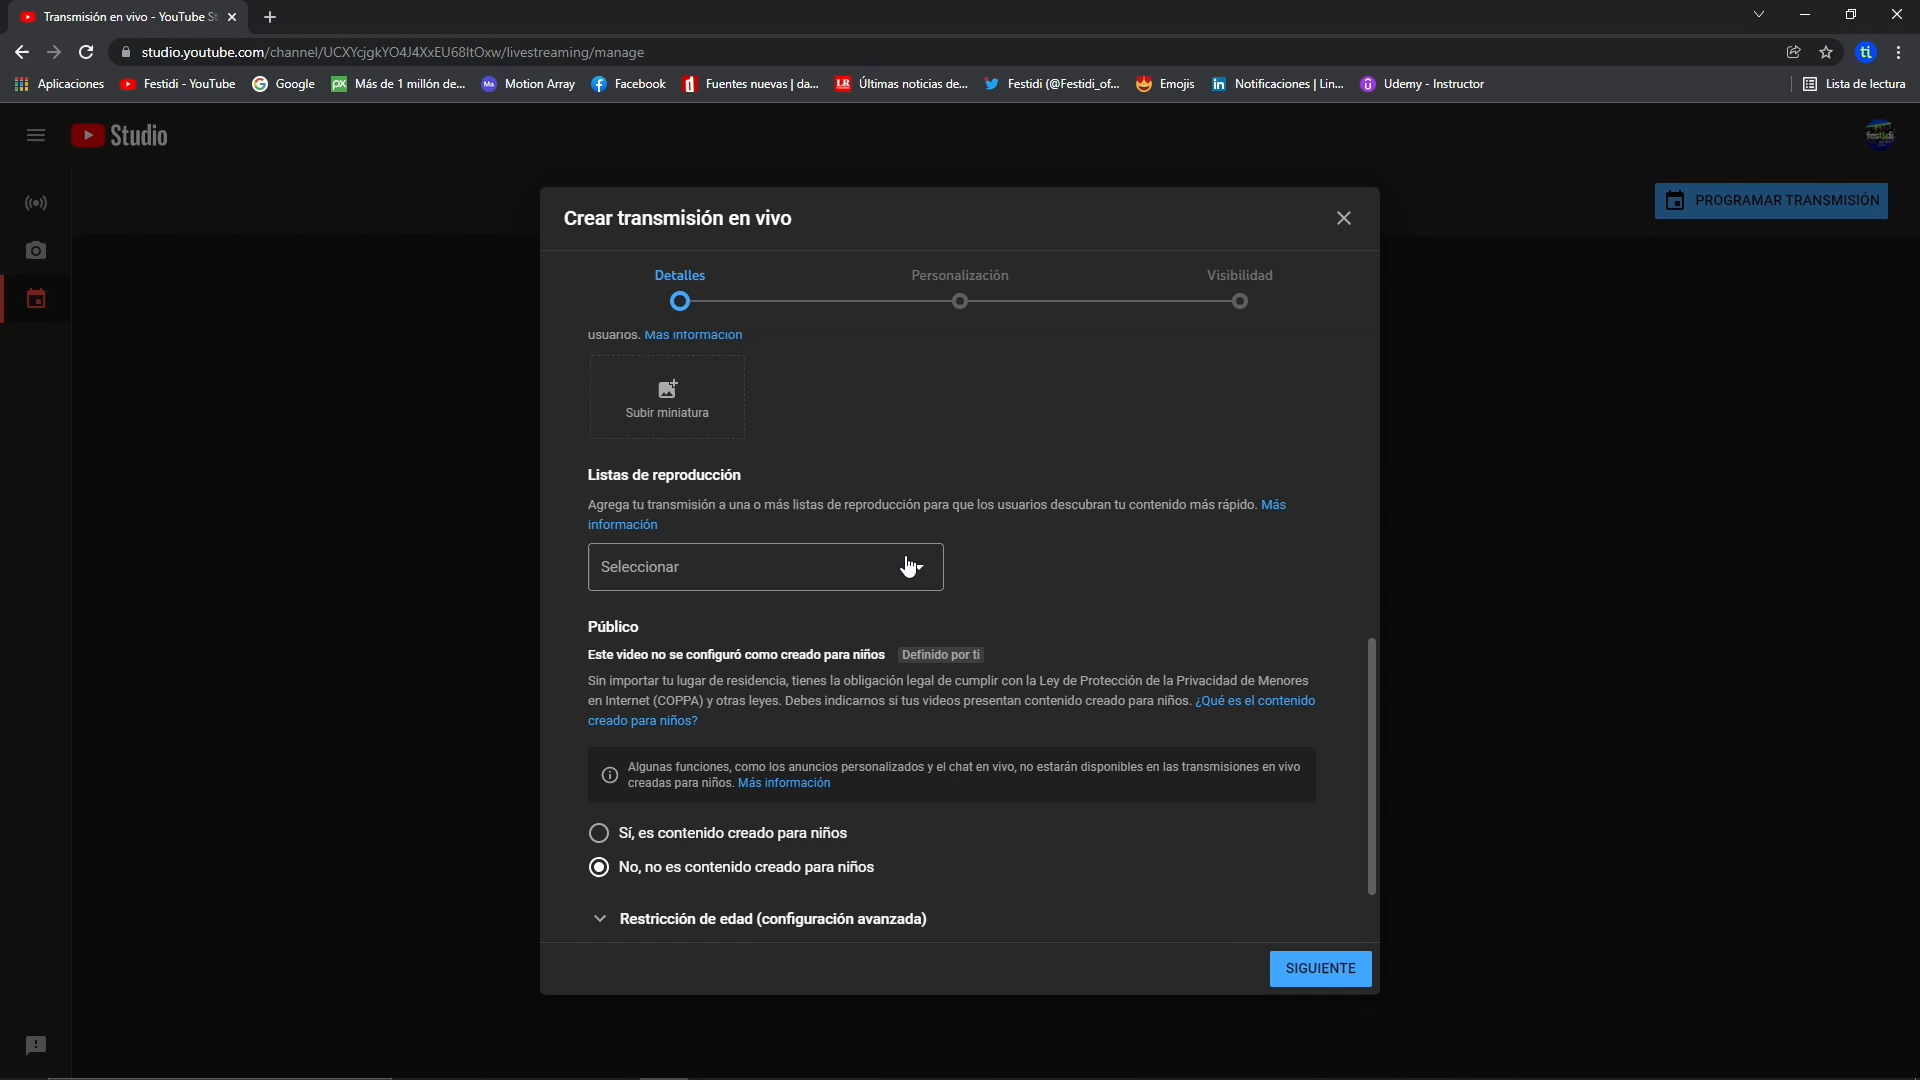 Transmisión en vivo - YouTube St
studio.youtube.com/channel/UCXYcjgkYO4J4XxEU68ItOxw/livestreaming/manage
ti
Aplicaciones
Festidi - YouTube
Google
PX
Más de 1 millón de...
Ma
Motion Array
Facebook
Fuentes nuevas | da...
LR
Últimas noticias de...
Festidi (@Festidi_of...
Emojis
Notificaciones | Lin...
Udemy - Instructor
Lista de lectura
Studio
festidi
PROGRAMAR TRANSMISIÓN
Crear transmisión en vivo
Detalles
Personalización
Visibilidad
usuarios. Más información
Subir miniatura
Listas de reproducción
Agrega tu transmisión a una o más listas de reproducción para que los usuarios descubran tu contenido más rápido. Más
información
Seleccionar
Público
Este video no se configuró como creado para niños Definido por ti
Sin importar tu lugar de residencia, tienes la obligación legal de cumplir con la Ley de Protección de la Privacidad de Menores
en Internet (COPPA) y otras leyes. Debes indicarnos si tus videos presentan contenido creado para niños. ¿Qué es el contenido
creado para niños?
Algunas funciones, como los anuncios personalizados y el chat en vivo, no estarán disponibles en las transmisiones en vivo
creadas para niños. Más información
Sí, es contenido creado para niños
No, no es contenido creado para niños
Restricción de edad (configuración avanzada)
SIGUIENTE